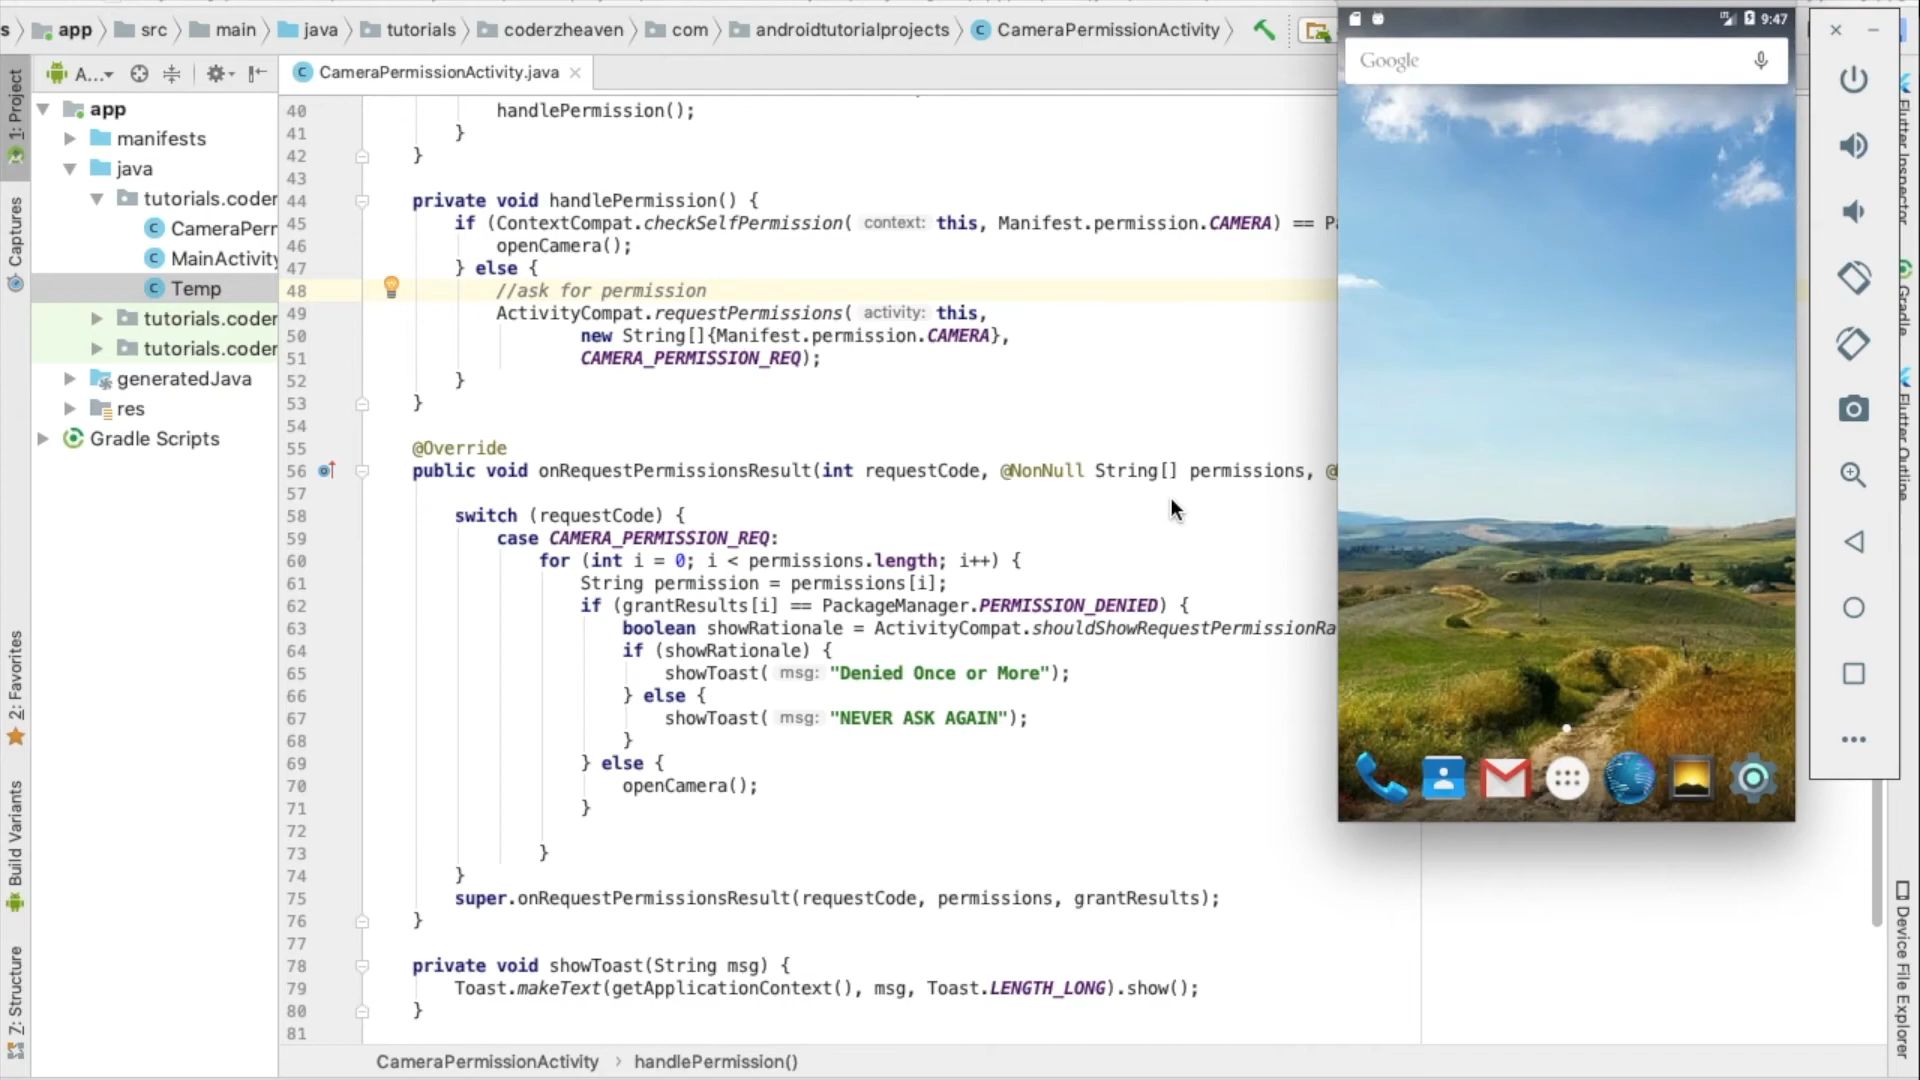 s app src main java tutorials coderzheaven com androidtutorialprojects CameraPermissionActivity
A... CameraPermissionActivity.java
1: Project
Captures
2: Favorites
Build Variants
Z: Structure
app
manifests
java
tutorials.coder
CameraPerr
MainActivity
Temp
tutorials.coder
tutorials.coder
generatedJava
res
Gradle Scripts
40 handlePermission();
41 }
42 }
43
44 private void handlePermission() {
45 if (ContextCompat.checkSelfPermission( context: this, Manifest.permission.CAMERA) == P
46 openCamera();
47 } else {
48 //ask for permission
49 ActivityCompat.requestPermissions( activity: this,
50 new String[]{Manifest.permission.CAMERA},
51 CAMERA_PERMISSION_REQ);
52 }
53 }
54
55 @Override
56 public void onRequestPermissionsResult(int requestCode, @NonNull String[] permissions, @
57
58 switch (requestCode) {
59 case CAMERA_PERMISSION_REQ:
60 for (int i = 0; i < permissions.length; i++) {
61 String permission = permissions[i];
62 if (grantResults[i] == PackageManager.PERMISSION_DENIED) {
63 boolean showRationale = ActivityCompat.shouldShowRequestPermissionRa
64 if (showRationale) {
65 showToast( msg: "Denied Once or More");
66 } else {
67 showToast( msg: "NEVER ASK AGAIN");
68 }
69 } else {
70 openCamera();
71 }
72
73 }
74 }
75 super.onRequestPermissionsResult(requestCode, permissions, grantResults);
76 }
77
78 private void showToast(String msg) {
79 Toast.makeText(getApplicationContext(), msg, Toast.LENGTH_LONG).show();
80 }
81
CameraPermissionActivity › handlePermission()
9:47
Google
Flutter Inspector
Gradle
Flutter Outline
Device File Explorer